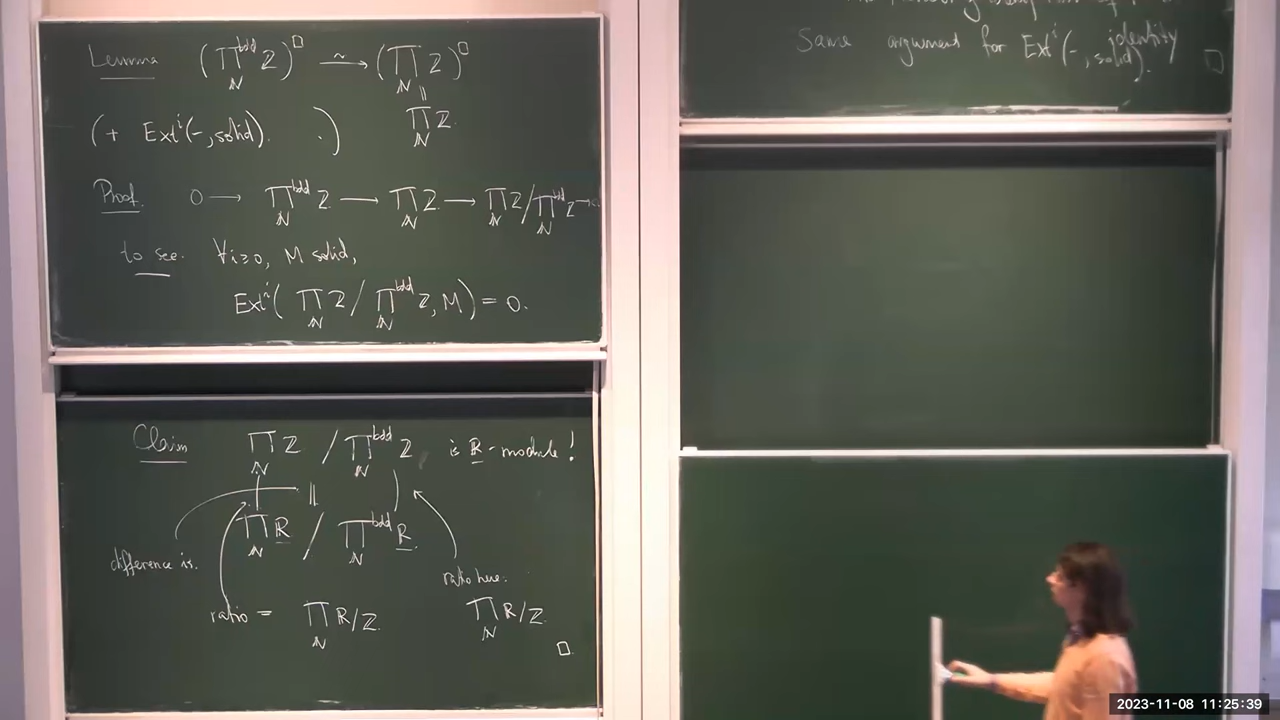 Lemma (∏^bdd_ℕ ℤ)^□ ⥲ (∏_ℕ ℤ)^□
‖
(+ Ext^i(-, solid). .) ∏_ℕ ℤ.
Proof. 0 → ∏^bdd_ℕ ℤ → ∏_ℕ ℤ → ∏_ℕ ℤ / ∏^bdd_ℕ ℤ →
to see. ∀ i≥0, M solid,
Ext^i( ∏_ℕ ℤ / ∏^bdd_ℕ ℤ, M) = 0.
Claim ∏_ℕ ℤ / ∏^bdd_ℕ ℤ is ℝ-module!
‖
∏_ℕ ℝ / ∏^bdd_ℕ ℝ.
difference is.
ratio here.
ratio = ∏_ℕ ℝ/ℤ ∏_ℕ ℝ/ℤ.
□
Same argument for Ext^i(-, solid). identity
□
2023-11-08 11:25:39